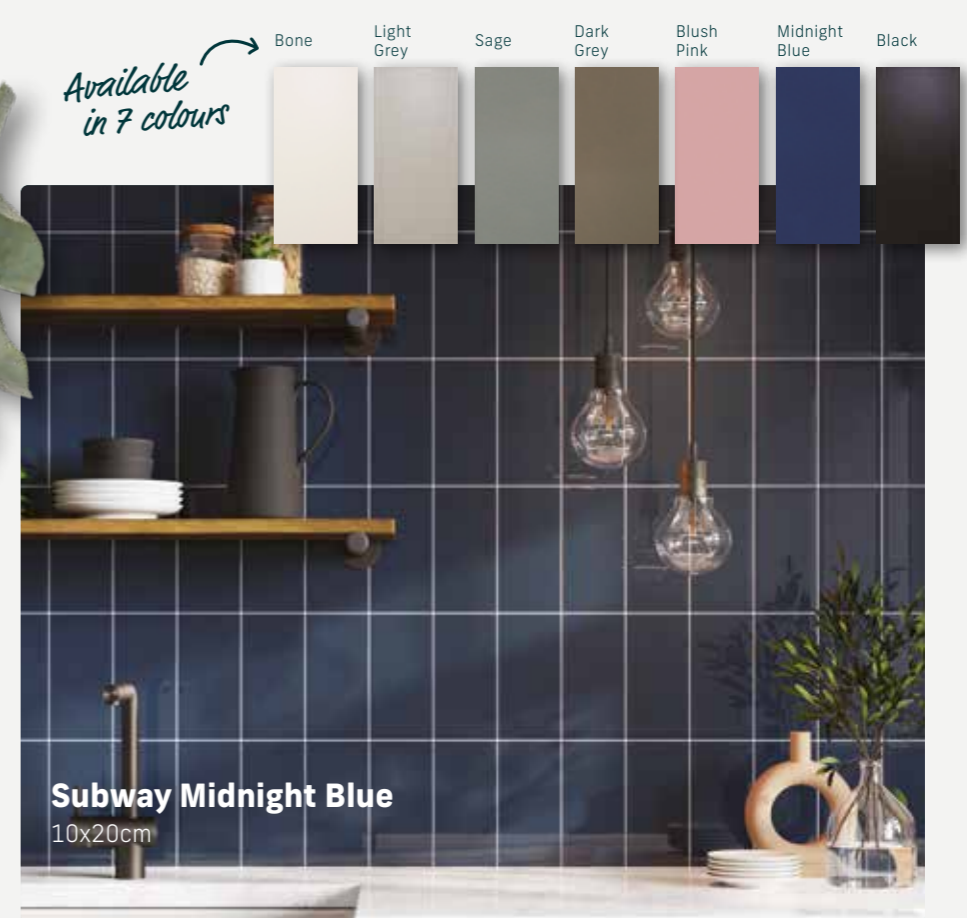 Available
in 7 colours
Bone
Light
Grey
Sage
Dark
Grey
Blush
Pink
Midnight
Blue
Black
Subway Midnight Blue
10x20cm